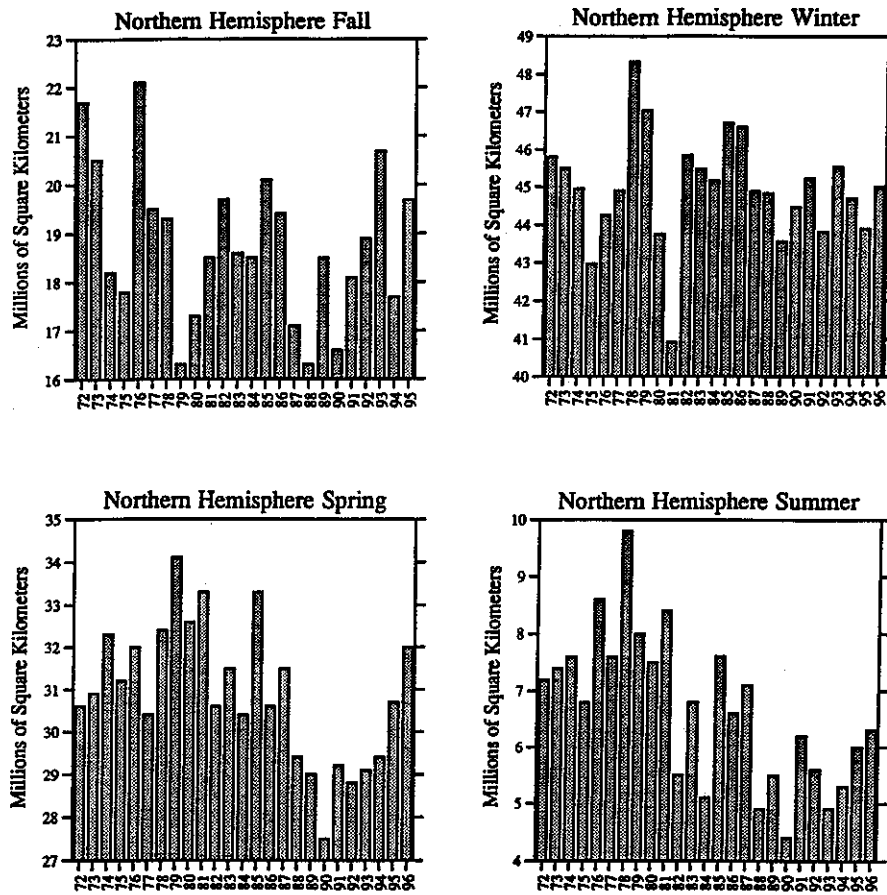 Northern Hemisphere Fall
Millions of Square Kilometers
23
22
21
20
19
18
17
16
72 73 74 75 76 77 78 79 80 81 82 83 84 85 86 87 88 89 90 91 92 93 94 95
Northern Hemisphere Winter
Millions of Square Kilometers
49
48
47
46
45
44
43
42
41
40
72 73 74 75 76 77 78 79 80 81 82 83 84 85 86 87 88 89 90 91 92 93 94 95 96
Northern Hemisphere Spring
Millions of Square Kilometers
35
34
33
32
31
30
29
28
27
72 73 74 75 76 77 78 79 80 81 82 83 84 85 86 87 88 89 90 91 92 93 94 95 96
Northern Hemisphere Summer
Millions of Square Kilometers
10
9
8
7
6
5
4
72 73 74 75 76 77 78 79 80 81 82 83 84 85 86 87 88 89 90 91 92 93 94 95 96